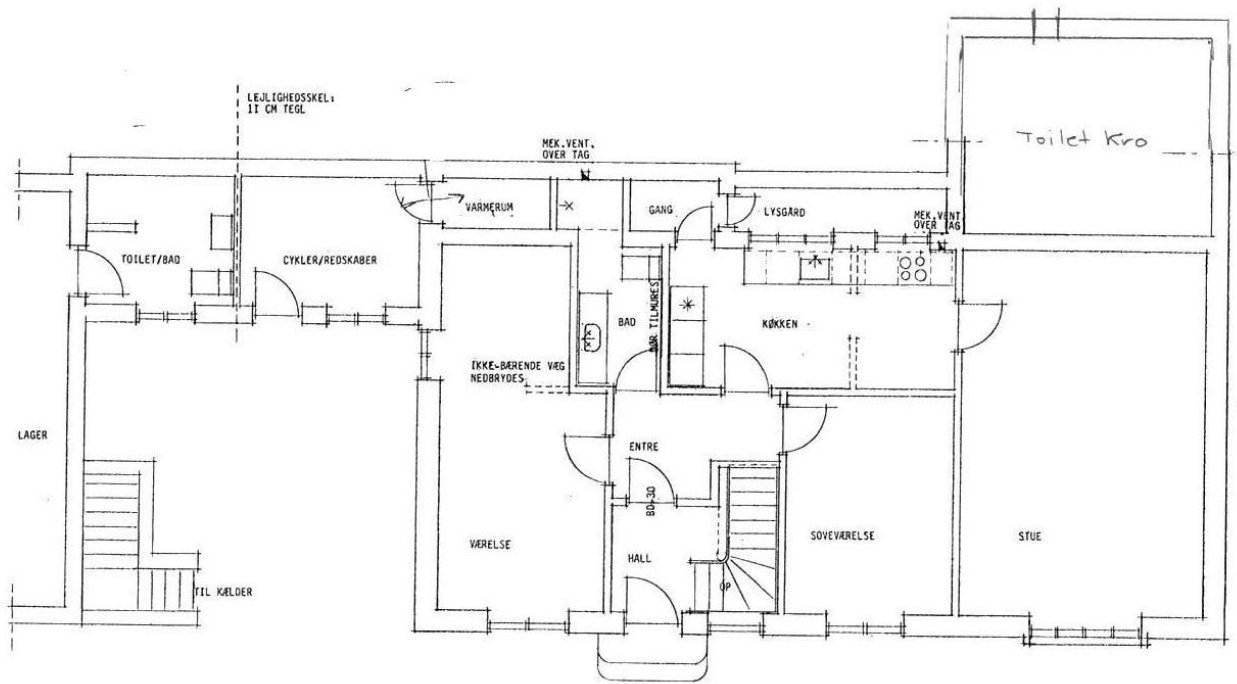 LEJLIGHEDSSKEL:
11 CM TEGL
MEK.VENT.
OVER TAG
Toilet Kro
VARMERUM
GANG
LYSGÅRD
MEK.VENT.
OVER TAG
TOILET/BAD
CYKLER/REDSKABER
BAD
DØR TILMURES
KØKKEN
IKKE-BÆRENDE VÆG
NEDBRYDES
LAGER
ENTRE
BD-30
VÆRELSE
HALL
SOVEVÆRELSE
STUE
OP
TIL KÆLDER